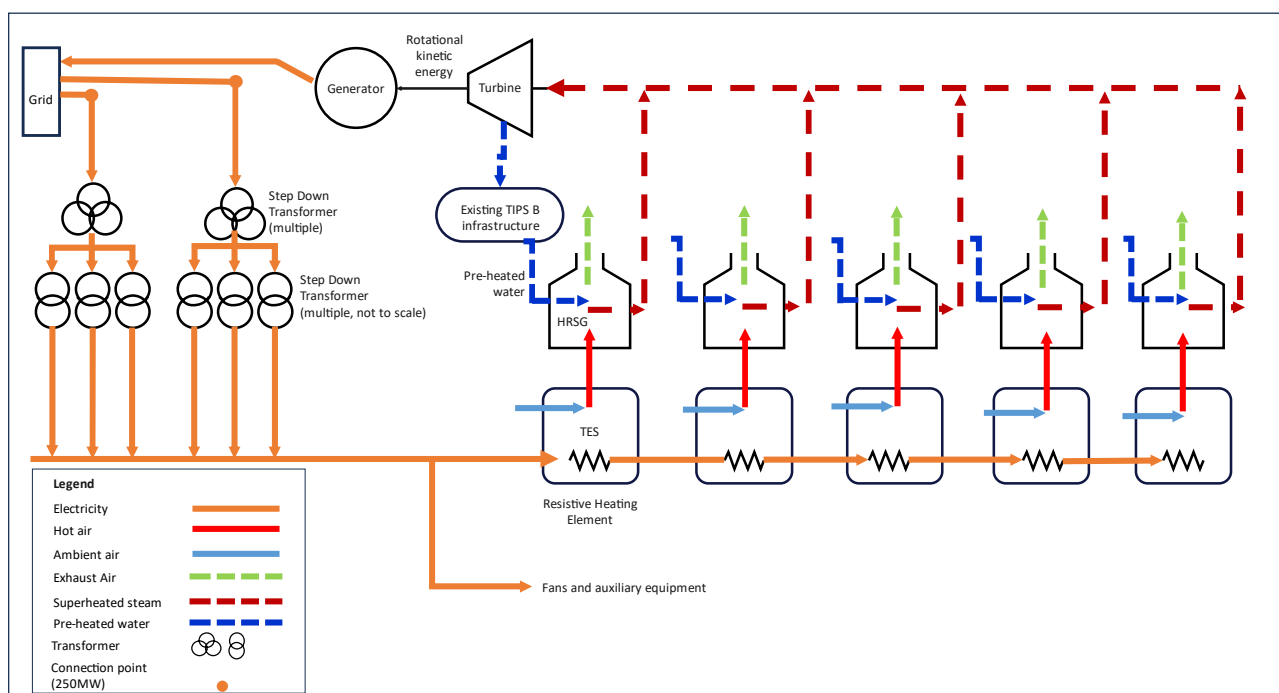 Rotational
kinetic
energy
Grid
Generator
Turbine
Step Down
Transformer
(multiple)
Existing TIPS B
infrastructure
Pre-heated
water
Step Down
Transformer
(multiple, not to scale)
HRSG
TES
Resistive Heating
Element
Fans and auxiliary equipment
Legend
Electricity
Hot air
Ambient air
Exhaust Air
Superheated steam
Pre-heated water
Transformer
Connection point
(250MW)